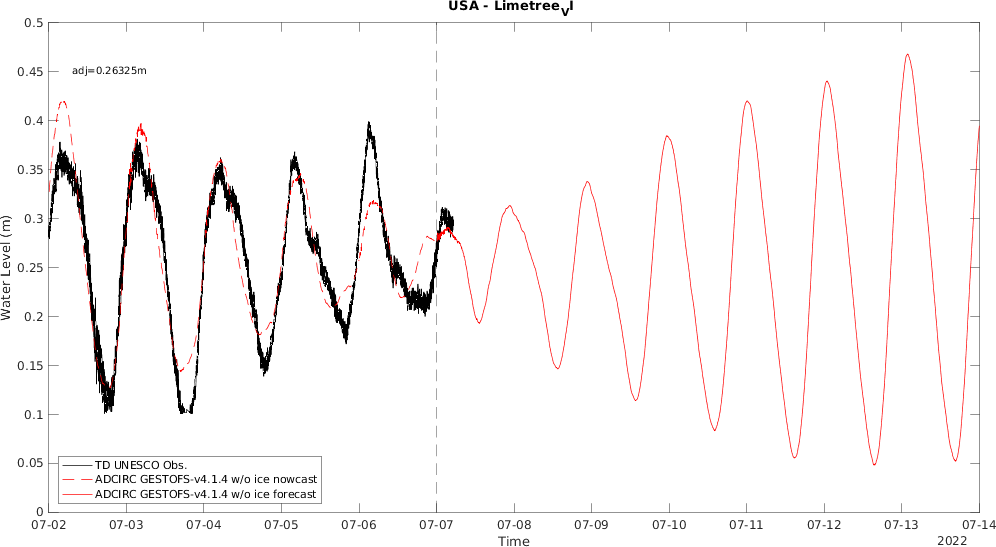 USA - Limetree_VI
0.5
0.45
0.4
0.35
0.3
0.25
0.2
0.15
0.1
0.05
0
Water Level (m)
adj=0.26325m
TD UNESCO Obs.
ADCIRC GESTOFS-v4.1.4 w/o ice nowcast
ADCIRC GESTOFS-v4.1.4 w/o ice forecast
07-02 07-03 07-04 07-05 07-06 07-07 07-08 07-09 07-10 07-11 07-12 07-13 07-14
Time
2022